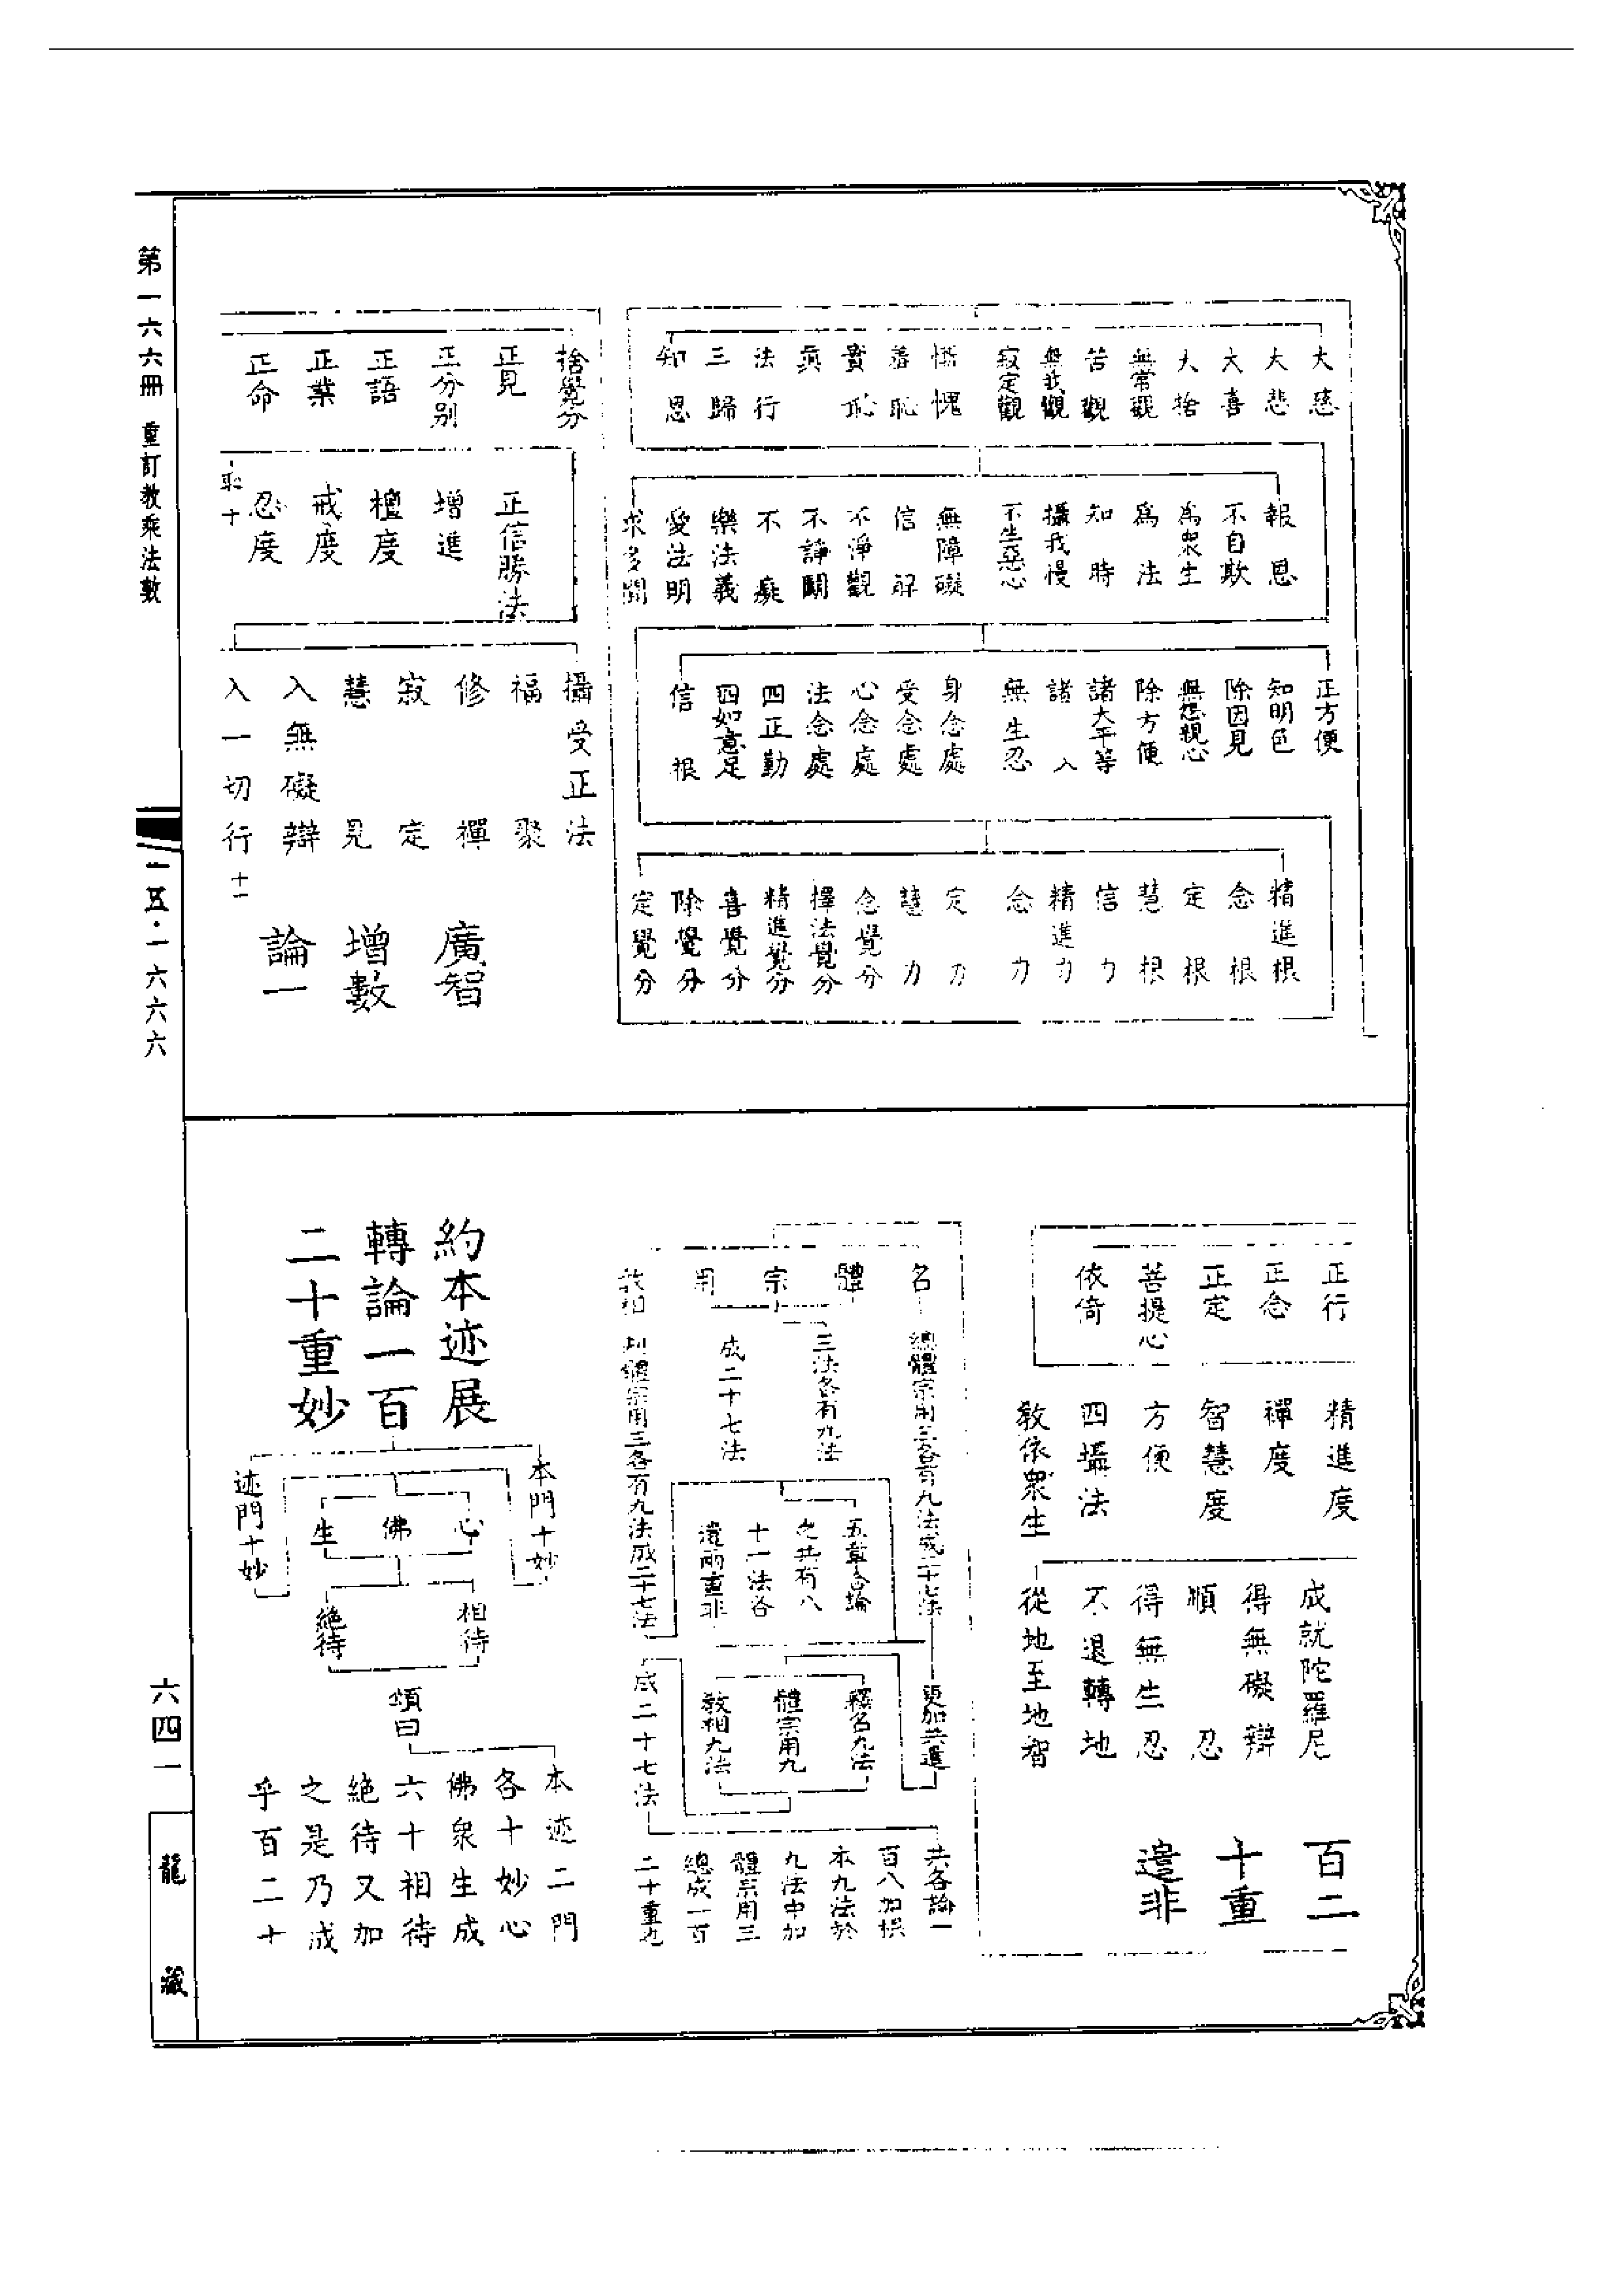 大慈
大悲
大喜
大捨
無常觀
苦觀
無我觀
寂定觀
慚愧
羞恥
實
眞
法行
三歸
知恩
報恩
不自欺
為衆生
為法
知時
攝我慢
不生惡心
無障礙
信解
不淨觀
不諍鬭
不癡
樂法義
愛法明
求多聞
正方便
知明色
除因見
無怨親心
除方便
諸大平等
諸入
無生忍
身念處
受念處
心念處
法念處
四正勤
四如意足
信根
精進根
念根
定根
慧根
信力
精進力
念力
定力
慧力
念覺分
擇法覺分
精進覺分
喜覺分
除覺分
定覺分
捨覺分
正見
正分別
正語
正業
正命
正信勝法
增進
檀度
戒度
忍度
攝受正法
福聚
修禪
寂定
慧見
入無礙辯
入一切行
十一
廣智
增數
論一
正行
正念
正定
菩提心
依倚
精進度
禪度
智慧度
方便
四攝法
教依衆生
成就陀羅尼
得無礙辯
順忍
得無生忍
不退轉地
從地至地智
百二
十重
遣非
名
體
宗
用
教相
總體宗用三各有九法成二十七法
三法各有九法
成二十七法
判體宗用三各有九法成二十七法
五章合論
之共有八
十一法各
遣兩重非
更加共遣
釋名九法
體宗用九
教相九法
成二十七法
共各論一
百八加根
本九法於
九法中加
體宗用三
總成一百
二十重也
約本迹展
轉論一百
二十重妙
本門十妙
迹門十妙
心
佛
生
相待
絶待
頌曰
本迹二門
各十妙心
佛衆生成
六十相待
絶待又加
之是乃成
乎百二十
第一六六冊 重訂教乘法數
一五·一六六六
六四一
龍藏